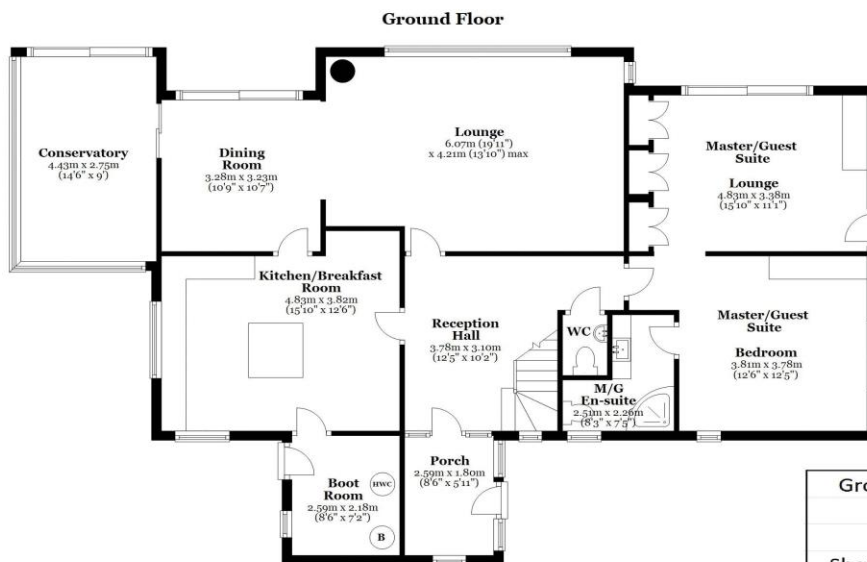 Ground Floor
Conservatory
4.43m x 2.75m
(14'6" x 9')
Dining
Room
3.28m x 3.23m
(10'9" x 10'7")
Lounge
6.07m (19'11")
x 4.21m (13'10") max
Master/Guest
Suite
Lounge
4.83m x 3.38m
(15'10" x 11'1")
Kitchen/Breakfast
Room
4.83m x 3.82m
(15'10" x 12'6")
Reception
Hall
3.78m x 3.10m
(12'5" x 10'2")
WC
M/G
En-suite
2.51m x 2.26m
(8'3" x 7'5")
Master/Guest
Suite
Bedroom
3.81m x 3.78m
(12'6" x 12'5")
Boot
Room
2.59m x 2.18m
(8'6" x 7'2")
HWC
B
Porch
2.59m x 1.80m
(8'6" x 5'11")
Gro